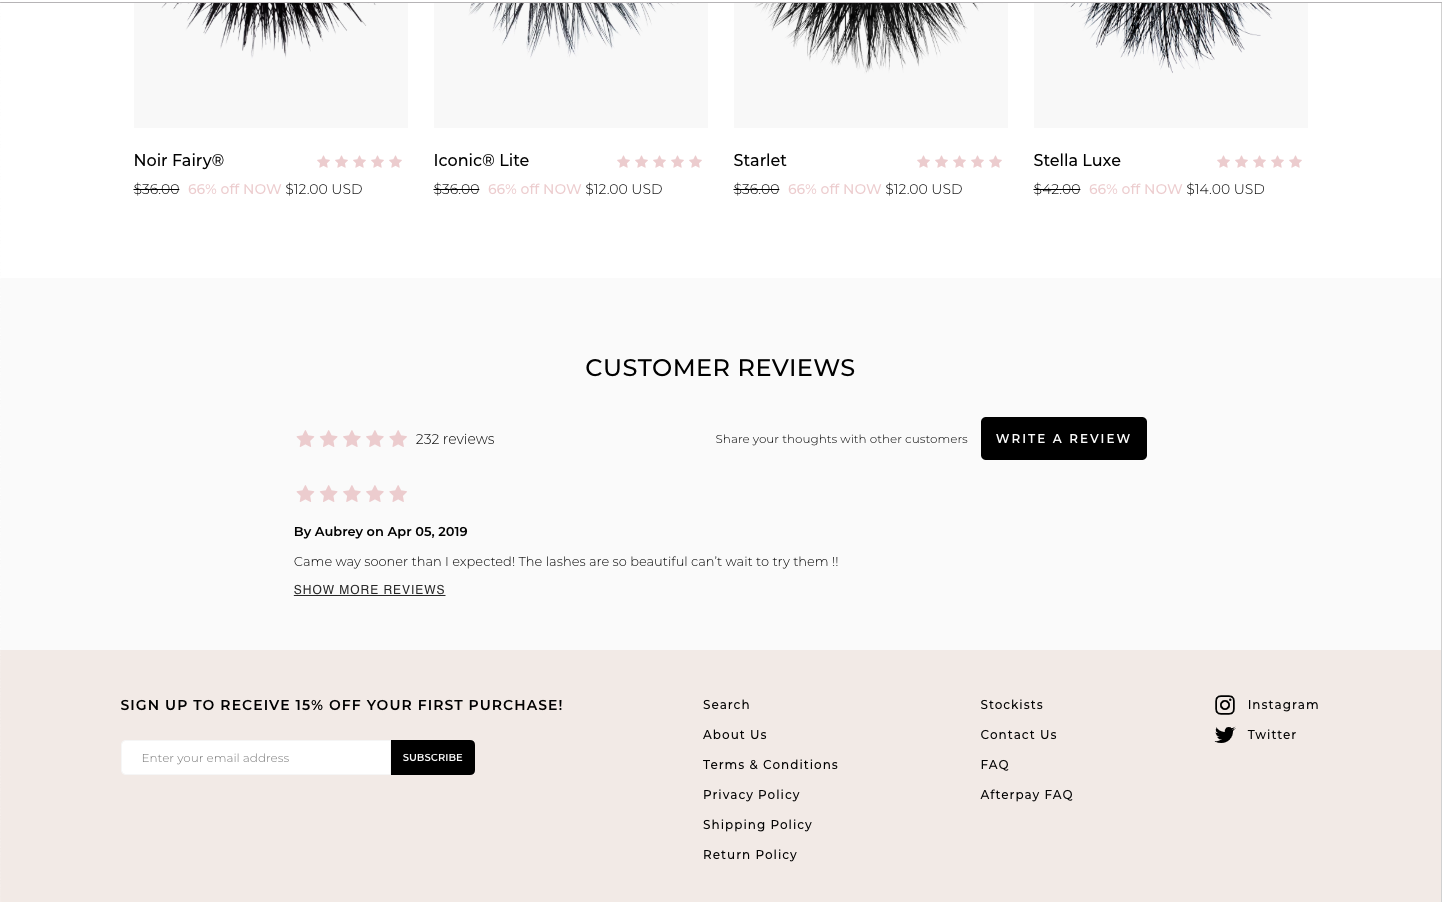 Noir Fairy®
$36.00 66% off NOW $12.00 USD
Iconic® Lite
$36.00 66% off NOW $12.00 USD
Starlet
$36.00 66% off NOW $12.00 USD
Stella Luxe
$42.00 66% off NOW $14.00 USD
CUSTOMER REVIEWS
232 reviews
Share your thoughts with other customers
WRITE A REVIEW
By Aubrey on Apr 05, 2019
Came way sooner than I expected! The lashes are so beautiful can't wait to try them !!
SHOW MORE REVIEWS
SIGN UP TO RECEIVE 15% OFF YOUR FIRST PURCHASE!
Enter your email address
SUBSCRIBE
Search
About Us
Terms & Conditions
Privacy Policy
Shipping Policy
Return Policy
Stockists
Contact Us
FAQ
Afterpay FAQ
Instagram
Twitter